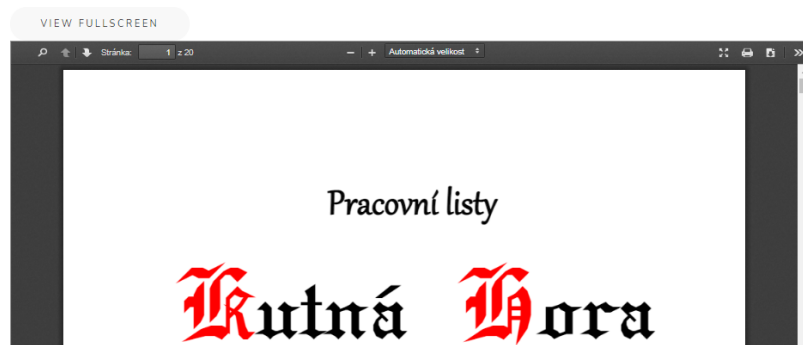 VIEW FULLSCREEN
Stránka: 1 z 20 Automatická velikost
Pracovní listy
Kutná Hora